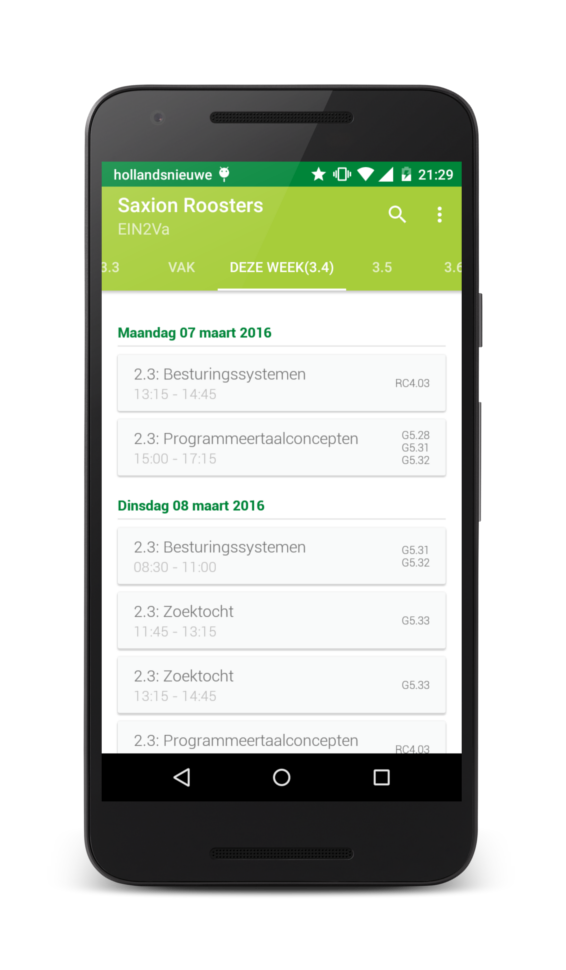 hollandsnieuwe 21:29
Saxion Roosters
EIN2Va
3.3 VAK DEZE WEEK(3.4) 3.5 3.6
Maandag 07 maart 2016
2.3: Besturingssystemen
13:15 - 14:45
RC4.03
2.3: Programmeertaalconcepten
15:00 - 17:15
G5.28
G5.31
G5.32
Dinsdag 08 maart 2016
2.3: Besturingssystemen
08:30 - 11:00
G5.31
G5.32
2.3: Zoektocht
11:45 - 13:15
G5.33
2.3: Zoektocht
13:15 - 14:45
G5.33
2.3: Programmeertaalconcepten
RC4.03